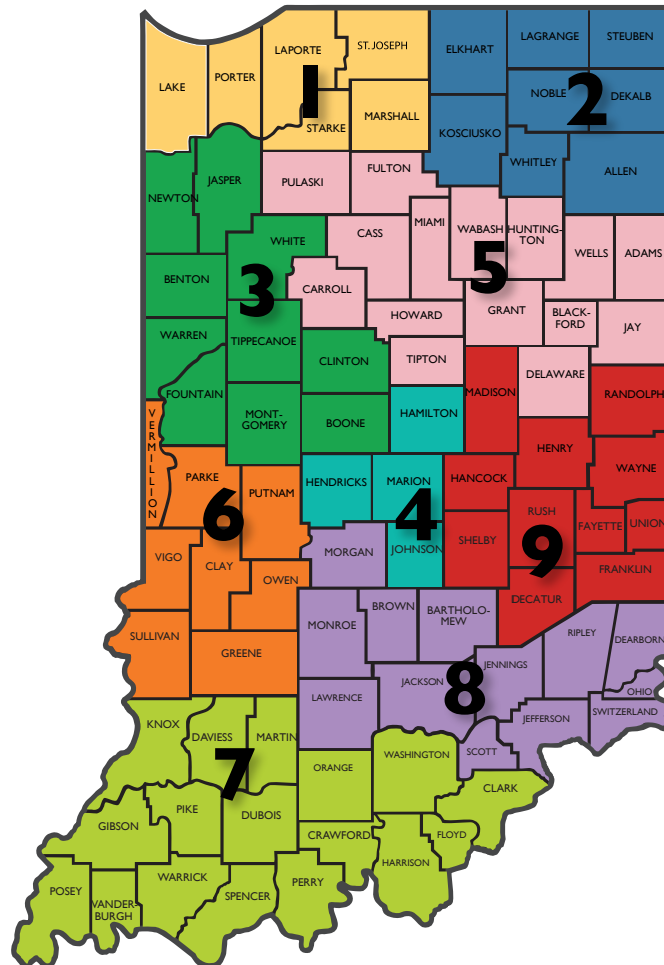 LAGRANGE
STEUBEN
ST. JOSEPH
ELKHART
LAPORTE
PORTER
LAKE
1
NOBLE
2
DEKALB
MARSHALL
STARKE
KOSCIUSKO
WHITLEY
ALLEN
FULTON
PULASKI
JASPER
NEWTON
MIAMI
WABASH
HUNTING-
TON
CASS
WHITE
WELLS
ADAMS
5
BENTON
3
CARROLL
GRANT
BLACK-
FORD
HOWARD
JAY
WARREN
TIPPECANOE
CLINTON
TIPTON
DELAWARE
FOUNTAIN
MADISON
RANDOLPH
VERMILLION
MONT-
GOMERY
BOONE
HAMILTON
HENRY
WAYNE
PARKE
PUTNAM
HENDRICKS
MARION
HANCOCK
6
4
RUSH
FAYETTE
UNION
MORGAN
JOHNSON
SHELBY
9
VIGO
CLAY
OWEN
FRANKLIN
DECATUR
BROWN
BARTHOLO-
MEW
MONROE
SULLIVAN
RIPLEY
DEARBORN
GREENE
JENNINGS
JACKSON
8
OHIO
LAWRENCE
SWITZERLAND
JEFFERSON
KNOX
DAVIESS
MARTIN
SCOTT
WASHINGTON
7
ORANGE
CLARK
PIKE
DUBOIS
GIBSON
CRAWFORD
FLOYD
HARRISON
WARRICK
PERRY
POSEY
SPENCER
VANDER-
BURGH